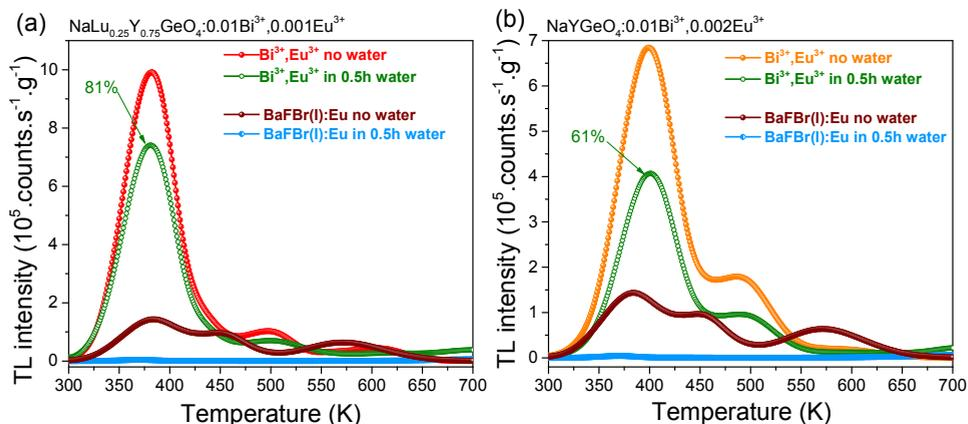 (a)
NaLu0.25Y0.75GeO4:0.01Bi3+,0.001Eu3+
Bi3+,Eu3+ no water
Bi3+,Eu3+ in 0.5h water
BaFBr(I):Eu no water
BaFBr(I):Eu in 0.5h water
81%
TL intensity (10^5.counts.s-1.g-1)
10
8
6
4
2
0
300 350 400 450 500 550 600 650 700
Temperature (K)
(b)
NaYGeO4:0.01Bi3+,0.002Eu3+
Bi3+,Eu3+ no water
Bi3+,Eu3+ in 0.5h water
BaFBr(I):Eu no water
BaFBr(I):Eu in 0.5h water
61%
TL intensity (10^5.counts.s-1.g-1)
7
6
5
4
3
2
1
0
300 350 400 450 500 550 600 650 700
Temperature (K)